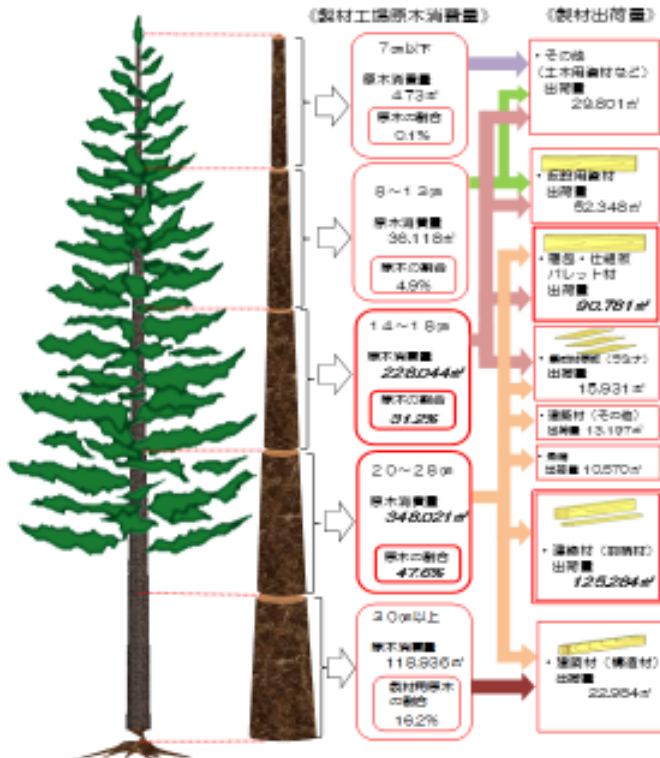 《製材工場原木消費量》
《製材出荷量》
7㎝以下
原木消費量
473㎥
原木の割合
0.1%
8～13㎝
原木消費量
36,118㎥
原木の割合
4.9%
14～18㎝
原木消費量
228,044㎥
原木の割合
31.2%
20～28㎝
原木消費量
348,021㎥
原木の割合
47.6%
30㎝以上
原木消費量
118,936㎥
製材用原木
の割合
16.2%
・その他
（土木用資材など）
出荷量
29,801㎥
・仮設用資材
出荷量
52,348㎥
・梱包・仕組板
パレット材
出荷量
90,781㎥
（ラミナ）
出荷量
15,931㎥
・建築材（その他）
出荷量 13,197㎥
出荷量 10,570㎥
・建築材（羽柄材）
出荷量
125,284㎥
・建築材（構造材）
出荷量
22,954㎥